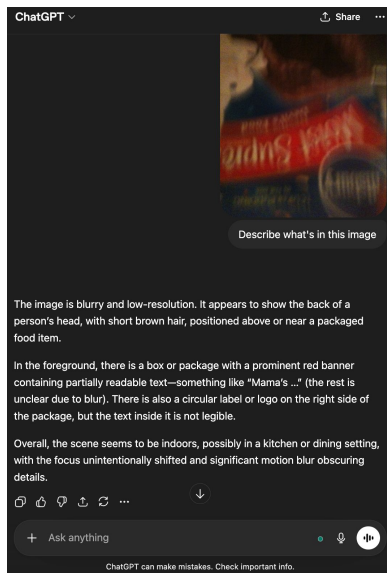 ChatGPT
Share
Moist Supre
Describe what's in this image
The image is blurry and low-resolution. It appears to show the back of a
person's head, with short brown hair, positioned above or near a packaged
food item.
In the foreground, there is a box or package with a prominent red banner
containing partially readable text—something like “Mama's ...” (the rest is
unclear due to blur). There is also a circular label or logo on the right side of
the package, but the text inside it is not legible.
Overall, the scene seems to be indoors, possibly in a kitchen or dining setting,
with the focus unintentionally shifted and significant motion blur obscuring
details.
Ask anything
ChatGPT can make mistakes. Check important info.